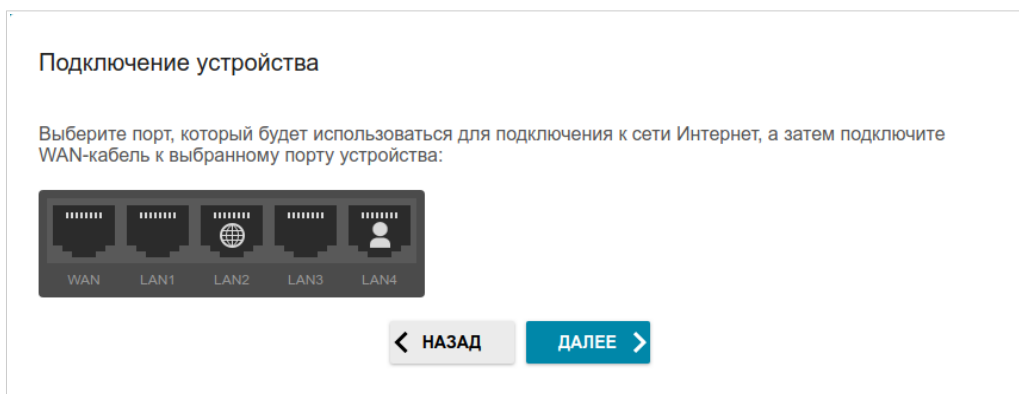 Подключение устройства
Выберите порт, который будет использоваться для подключения к сети Интернет, а затем подключите
WAN-кабель к выбранному порту устройства:
WAN LAN1 LAN2 LAN3 LAN4
НАЗАД ДАЛЕЕ